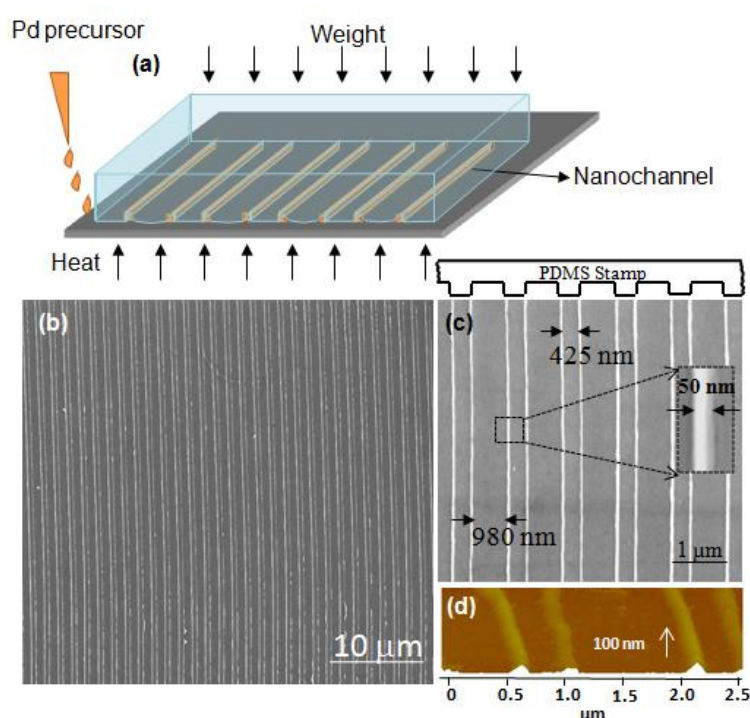 Pd precursor
Weight
(a)
Nanochannel
Heat
PDMS Stamp
(b)
(c)
425 nm
50 nm
980 nm
1 µm
10 µm
(d)
100 nm
0 0.5 1.0 1.5 2.0 2.5
µm